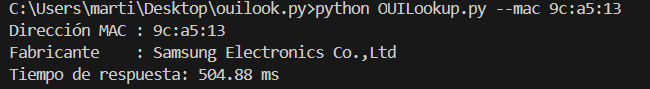 C:\Users\marti\Desktop\ouilook.py>python OUILookup.py --mac 9c:a5:13
Dirección MAC : 9c:a5:13
Fabricante    : Samsung Electronics Co.,Ltd
Tiempo de respuesta: 504.88 ms